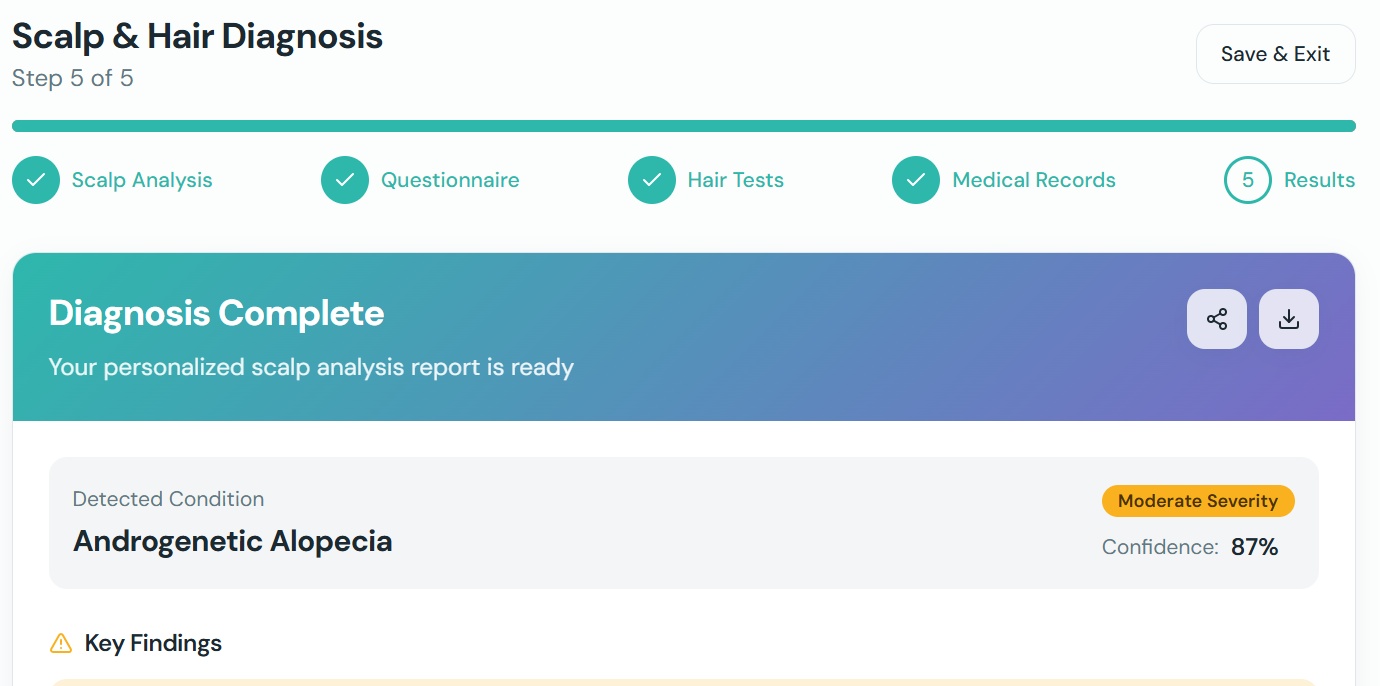 Scalp & Hair Diagnosis
Step 5 of 5
Save & Exit
Scalp Analysis
Questionnaire
Hair Tests
Medical Records
5
Results
Diagnosis Complete
Your personalized scalp analysis report is ready
Detected Condition
Androgenetic Alopecia
Moderate Severity
Confidence: 87%
Key Findings